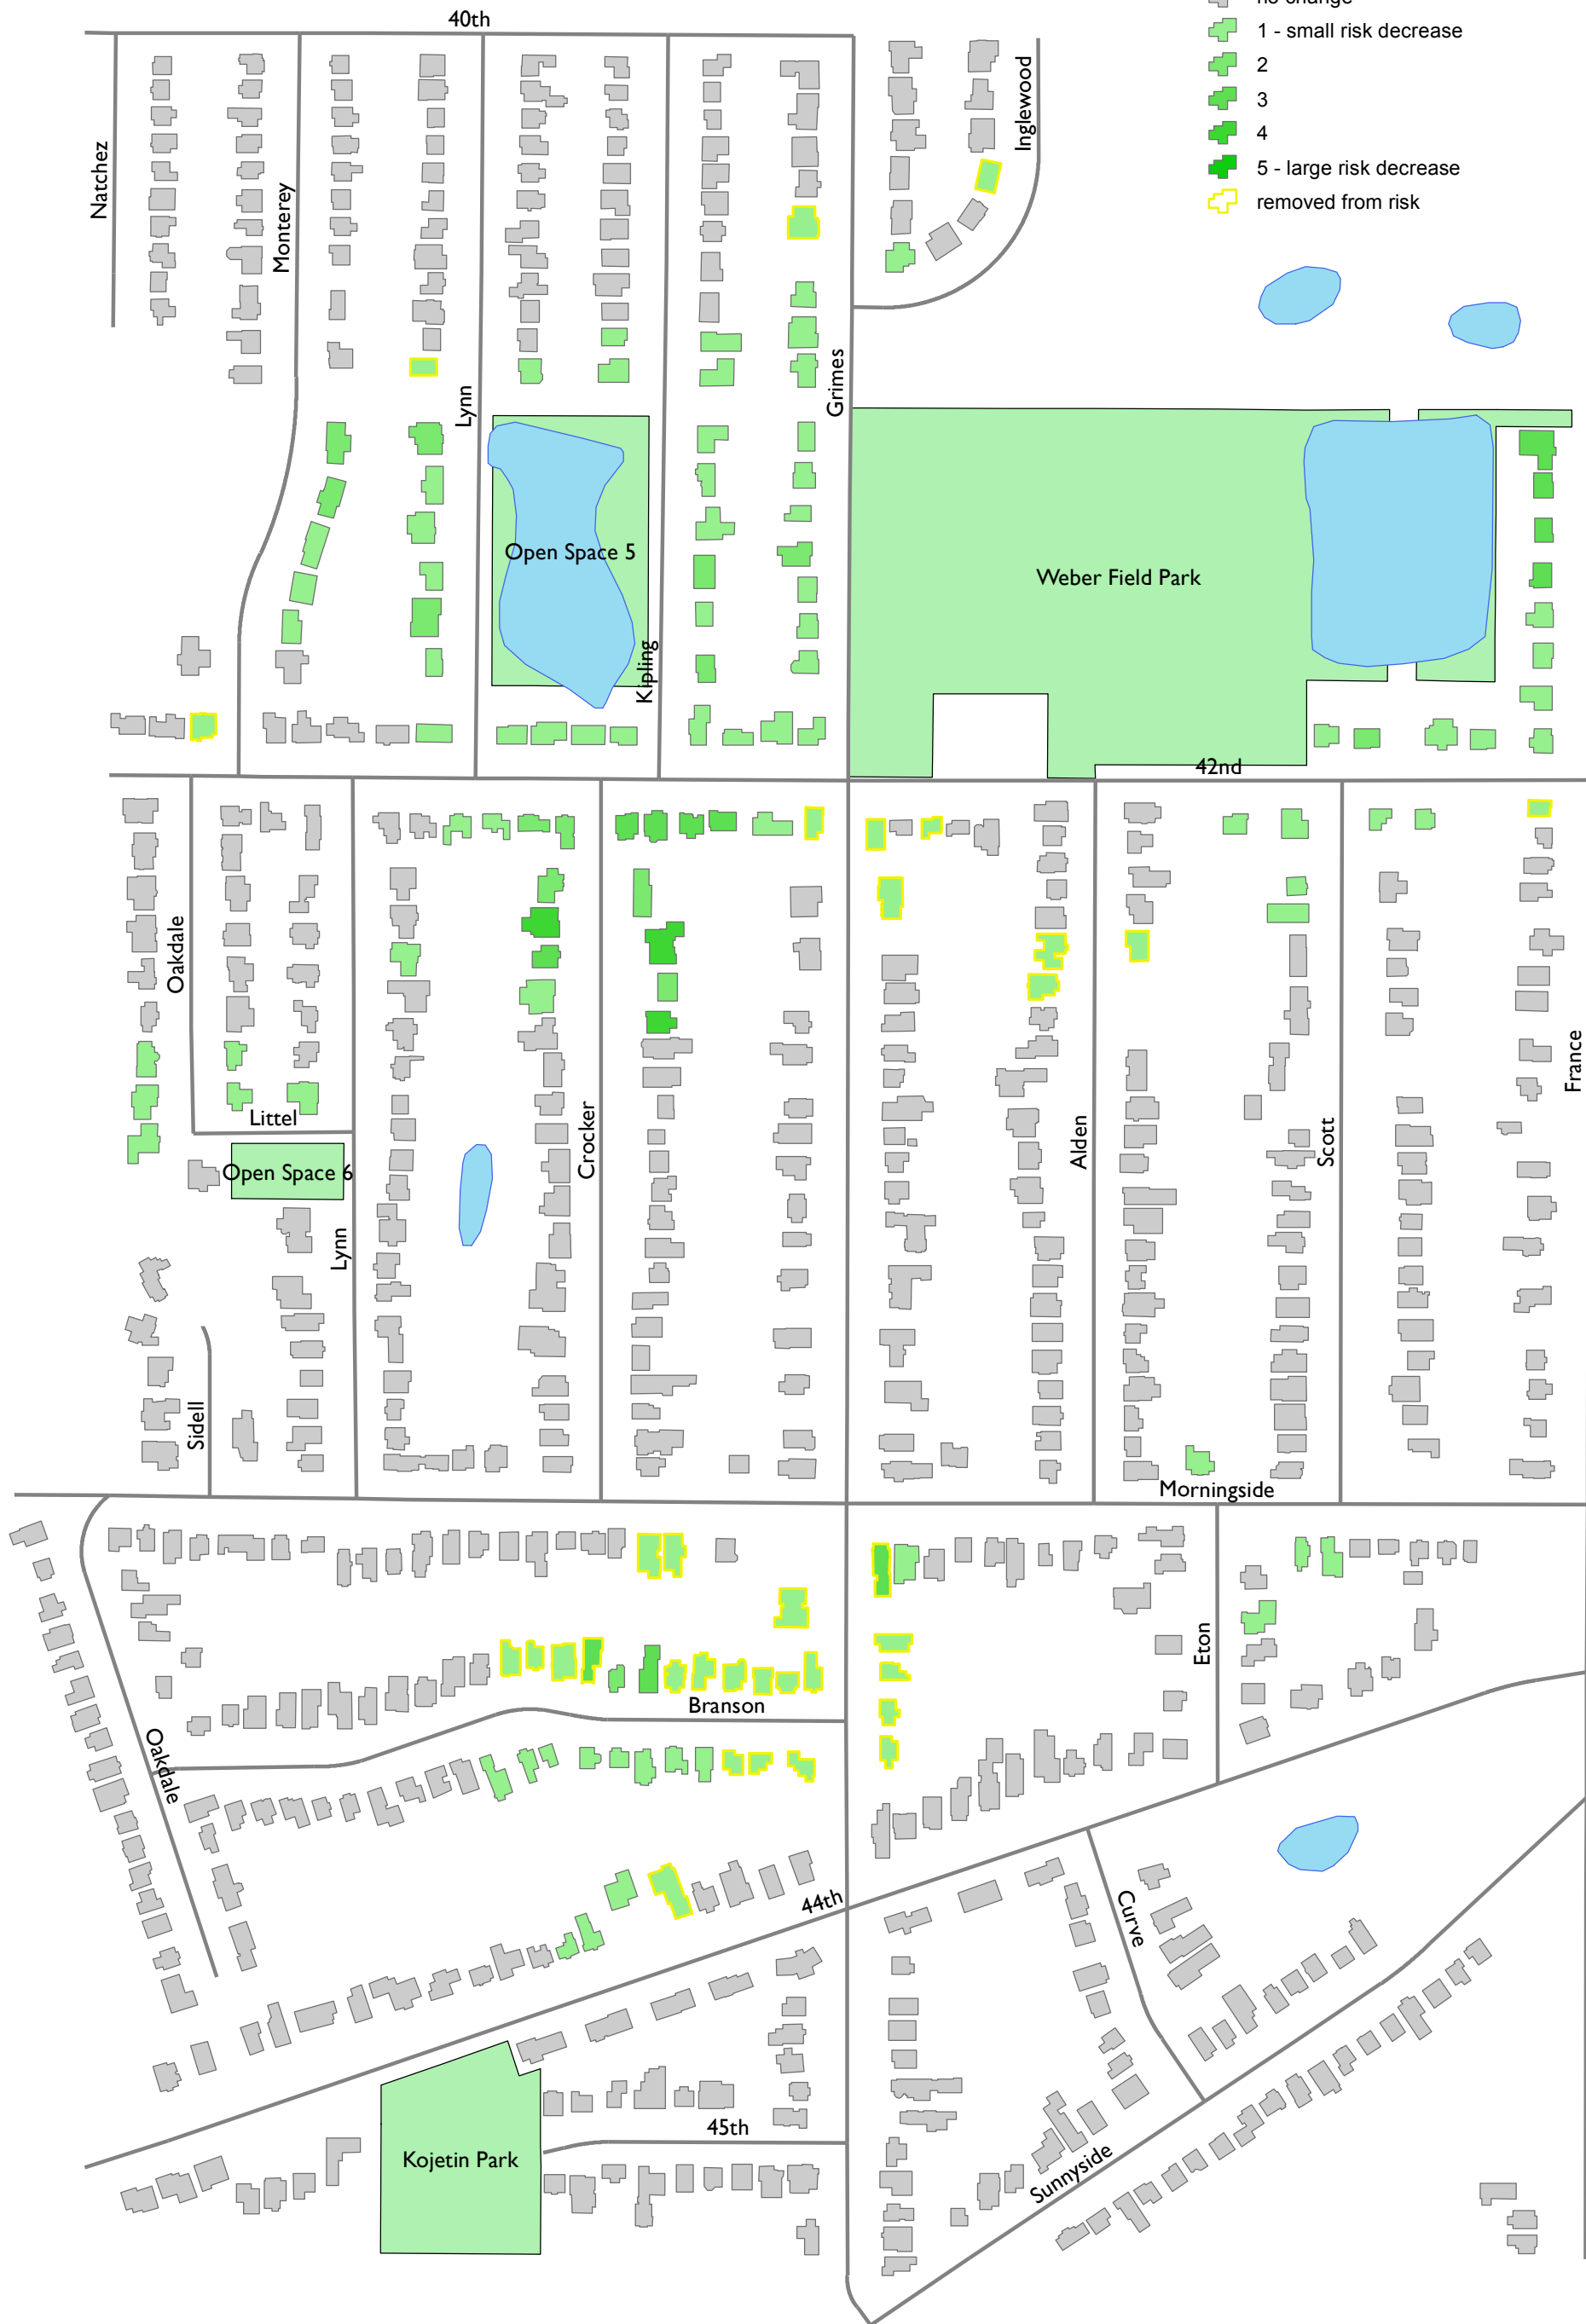 no change
40th
1 - small risk decrease
2
3
4
5 - large risk decrease
removed from risk
Inglewood
Natchez
Monterey
Lynn
Grimes
Open Space 5
Weber Field Park
Kipling
42nd
Oakdale
France
Littel
Crocker
Alden
Scott
Open Space 6
Lynn
Sidell
Morningside
Eton
Branson
Oakdale
44th
Curve
45th
Kojetin Park
Sunnyside